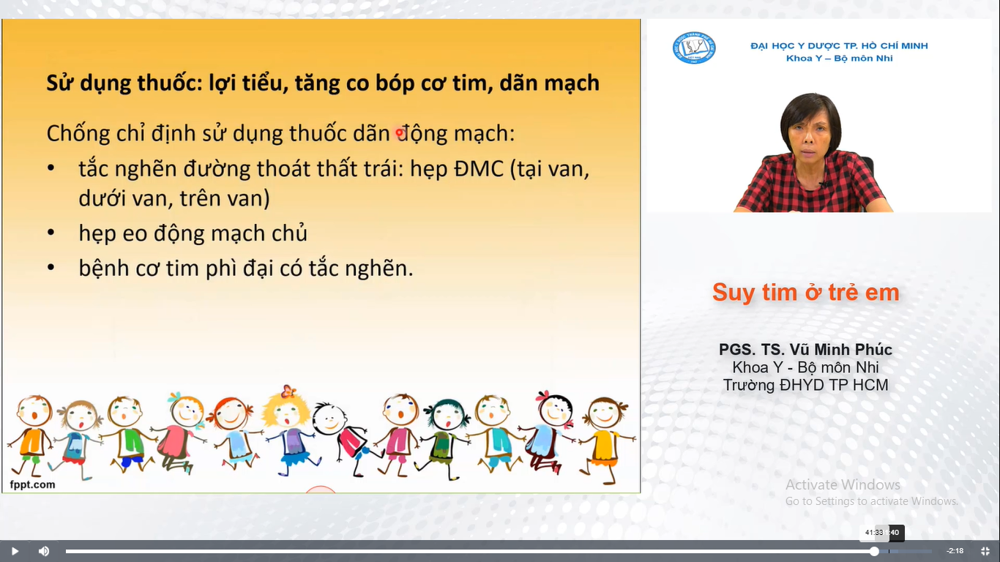 Sử dụng thuốc: lợi tiểu, tăng co bóp cơ tim, dãn mạch
Chống chỉ định sử dụng thuốc dãn động mạch:
• tắc nghẽn đường thoát thất trái: hẹp ĐMC (tại van,
dưới van, trên van)
• hẹp eo động mạch chủ
• bệnh cơ tim phì đại có tắc nghẽn.
fppt.com
ĐẠI HỌC Y DƯỢC TP. HỒ CHÍ MINH
Khoa Y – Bộ môn Nhi
Suy tim ở trẻ em
PGS. TS. Vũ Minh Phúc
Khoa Y - Bộ môn Nhi
Trường ĐHYD TP HCM
Activate Windows
Go to Settings to activate Windows.
41:33
:40
-2:18